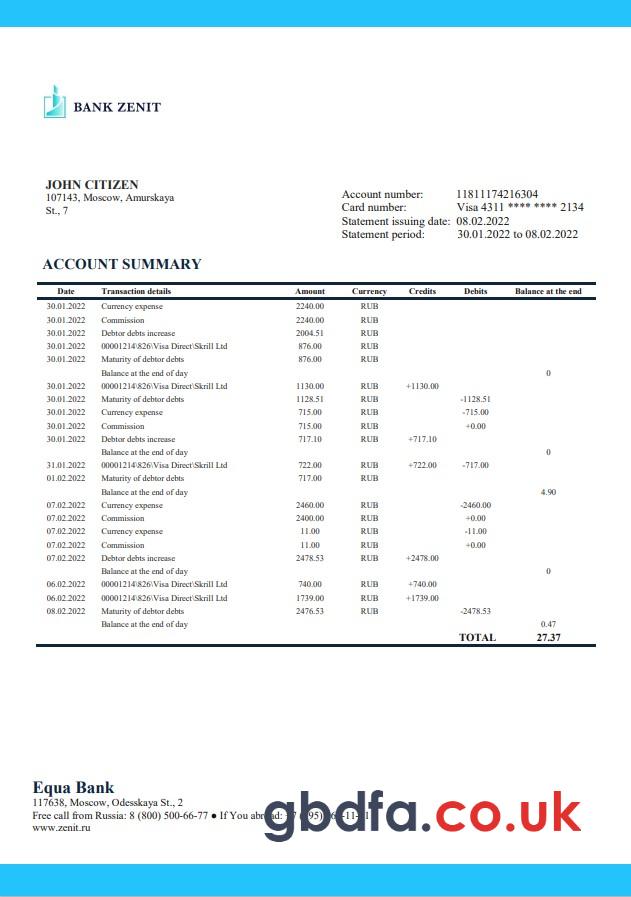 BANK ZENIT
JOHN CITIZEN
107143, Moscow, Amurskaya
St., 7
Account number: 11811174216304
Card number: Visa 4311 **** **** 2134
Statement issuing date: 08.02.2022
Statement period: 30.01.2022 to 08.02.2022
ACCOUNT SUMMARY
Date Transaction details Amount Currency Credits Debits Balance at the end
30.01.2022 Currency expense 2240.00 RUB
30.01.2022 Commission 2240.00 RUB
30.01.2022 Debtor debts increase 2004.51 RUB
30.01.2022 00001214\826\Visa Direct\Skrill Ltd 876.00 RUB
30.01.2022 Maturity of debtor debts 876.00 RUB
Balance at the end of day 0
30.01.2022 00001214\826\Visa Direct\Skrill Ltd 1130.00 RUB +1130.00
30.01.2022 Maturity of debtor debts 1128.51 RUB -1128.51
30.01.2022 Currency expense 715.00 RUB -715.00
30.01.2022 Commission 715.00 RUB +0.00
30.01.2022 Debtor debts increase 717.10 RUB +717.10
Balance at the end of day 0
31.01.2022 00001214\826\Visa Direct\Skrill Ltd 722.00 RUB +722.00 -717.00
01.02.2022 Maturity of debtor debts 717.00 RUB
Balance at the end of day 4.90
07.02.2022 Currency expense 2460.00 RUB -2460.00
07.02.2022 Commission 2400.00 RUB +0.00
07.02.2022 Currency expense 11.00 RUB -11.00
07.02.2022 Commission 11.00 RUB +0.00
07.02.2022 Debtor debts increase 2478.53 RUB +2478.00
Balance at the end of day 0
06.02.2022 00001214\826\Visa Direct\Skrill Ltd 740.00 RUB +740.00
06.02.2022 00001214\826\Visa Direct\Skrill Ltd 1739.00 RUB +1739.00
08.02.2022 Maturity of debtor debts 2476.53 RUB -2478.53
Balance at the end of day 0.47
TOTAL 27.37
Equa Bank
117638, Moscow, Odesskaya St., 2
Free call from Russia: 8 (800) 500-66-77 ● If You abroad:
www.zenit.ru
gbdfa.co.uk